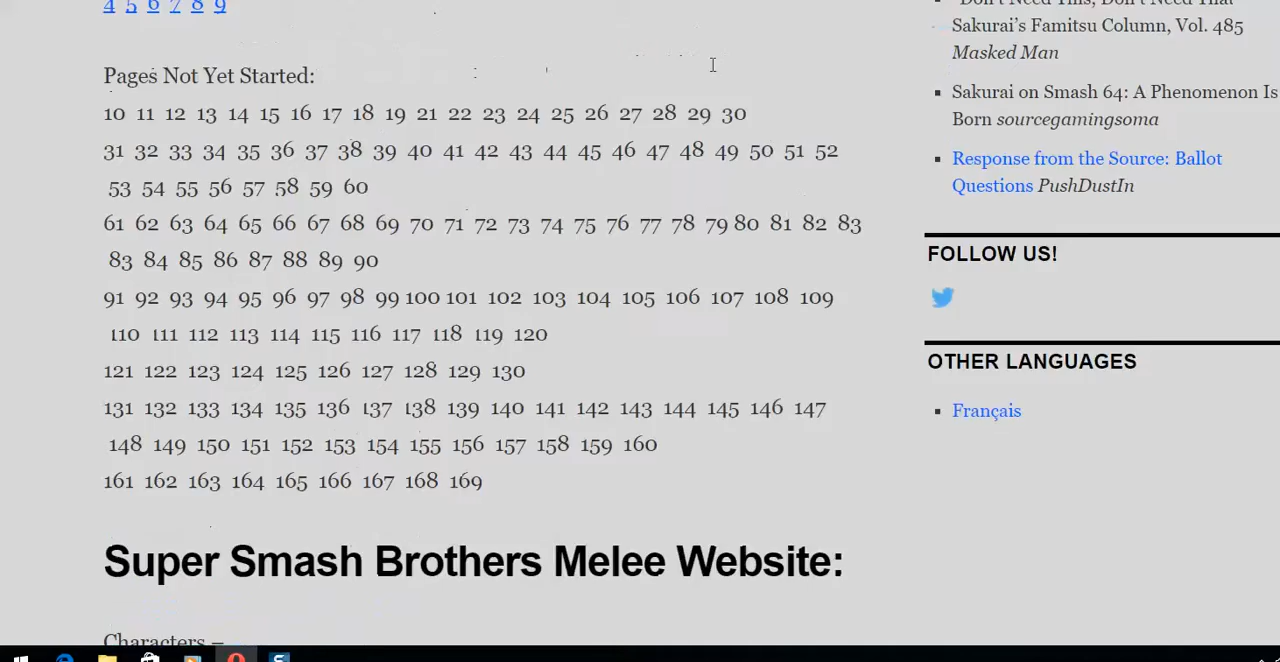 4 5 6 7 8 9
Pages Not Yet Started:
10 11 12 13 14 15 16 17 18 19 21 22 23 24 25 26 27 28 29 30
31 32 33 34 35 36 37 38 39 40 41 42 43 44 45 46 47 48 49 50 51 52
53 54 55 56 57 58 59 60
61 62 63 64 65 66 67 68 69 70 71 72 73 74 75 76 77 78 79 80 81 82 83
83 84 85 86 87 88 89 90
91 92 93 94 95 96 97 98 99 100 101 102 103 104 105 106 107 108 109
110 111 112 113 114 115 116 117 118 119 120
121 122 123 124 125 126 127 128 129 130
131 132 133 134 135 136 137 138 139 140 141 142 143 144 145 146 147
148 149 150 151 152 153 154 155 156 157 158 159 160
161 162 163 164 165 166 167 168 169
Super Smash Brothers Melee Website:
Characters –
"Don't Need This, Don't Need That"
Sakurai's Famitsu Column, Vol. 485
Masked Man
Sakurai on Smash 64: A Phenomenon Is
Born sourcegamingsoma
Response from the Source: Ballot
Questions PushDustIn
FOLLOW US!
OTHER LANGUAGES
Français